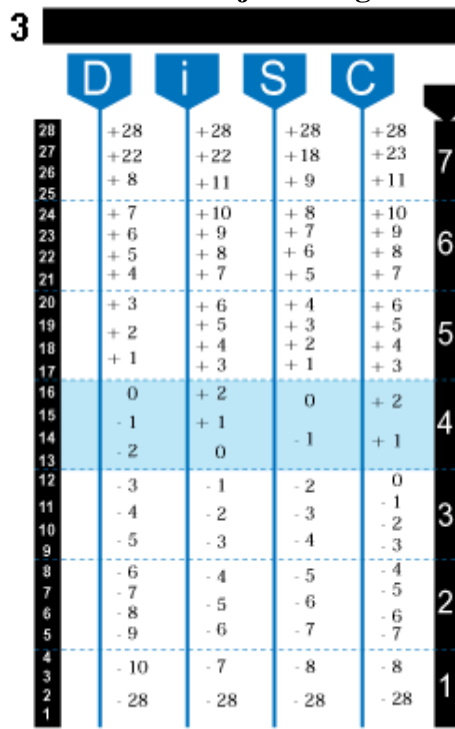 3
D i S C
28 +28 +28 +28 +28
27 +22 +22 +18 +23 7
26 + 8 +11 + 9 +11
25
24 + 7 +10 + 8 +10
23 + 6 + 9 + 7 + 9 6
22 + 5 + 8 + 6 + 8
21 + 4 + 7 + 5 + 7
20 + 3 + 6 + 4 + 6
19 + 2 + 5 + 3 + 5 5
18 + 1 + 4 + 2 + 4
17 + 3 + 1 + 3
16 0 + 2 0 + 2
15 - 1 + 1 4
14 - 2 0 - 1 + 1
13
12 - 3 - 1 - 2 0
11 - 4 - 2 - 3 - 1 3
10 - 5 - 3 - 4 - 2
9 - 3
8 - 6 - 4 - 5 - 4
7 - 7 - 5 - 6 - 5 2
6 - 8 - 6 - 7 - 6
5 - 9 - 7
4 - 10 - 7 - 8 - 8
3 1
2 - 28 - 28 - 28 - 28
1